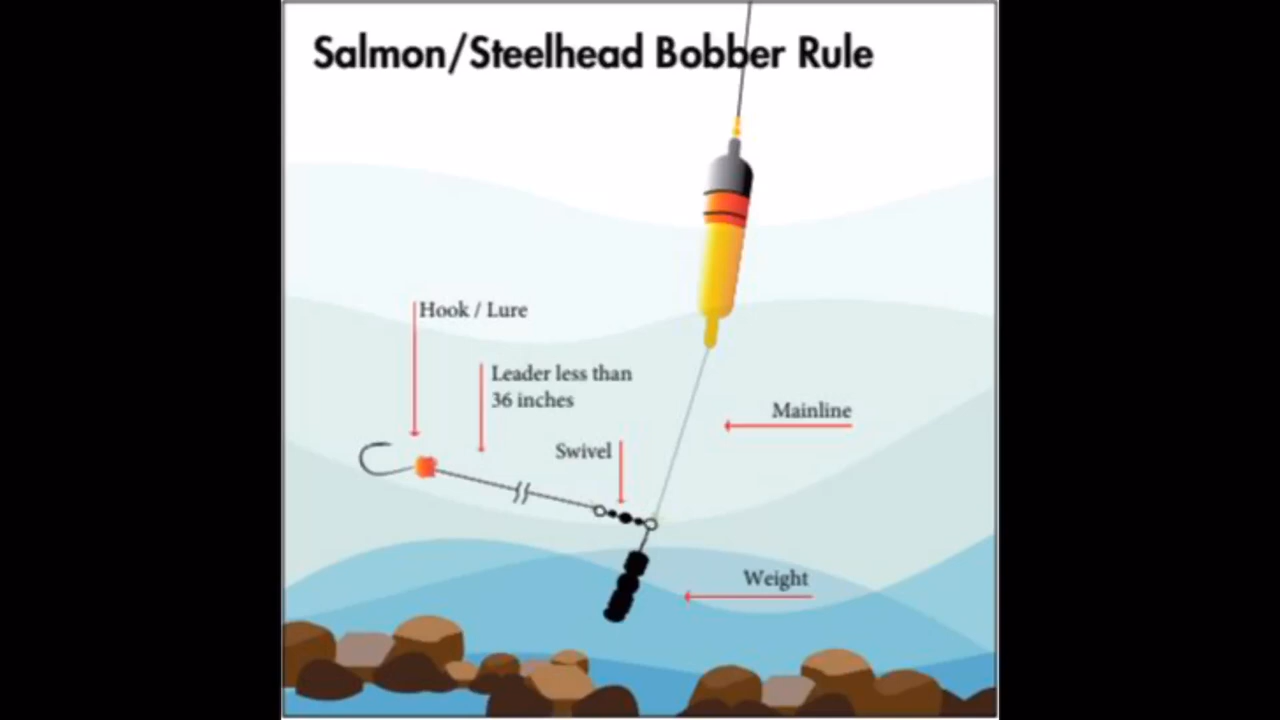 Salmon/Steelhead Bobber Rule
Hook / Lure
Leader less than
36 inches
Mainline
Swivel
Weight